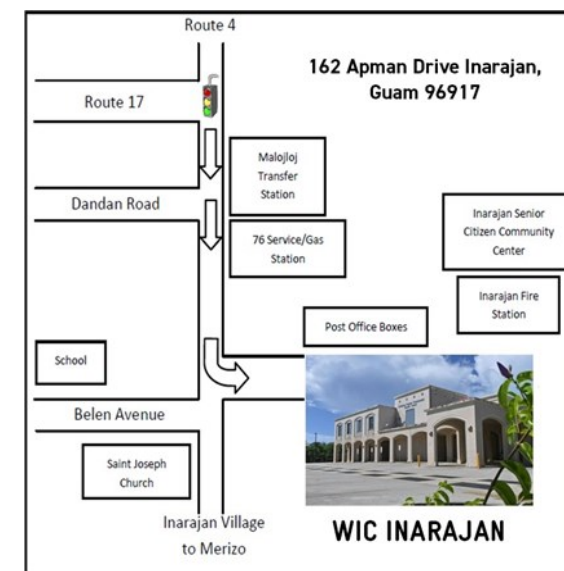 Route 4
162 Apman Drive Inarajan,
Guam 96917
Route 17
Malojloj
Transfer
Station
Dandan Road
76 Service/Gas
Station
Inarajan Senior
Citizen Community
Center
Inarajan Fire
Station
Post Office Boxes
School
Belen Avenue
Saint Joseph
Church
Inarajan Village
to Merizo
WIC INARAJAN